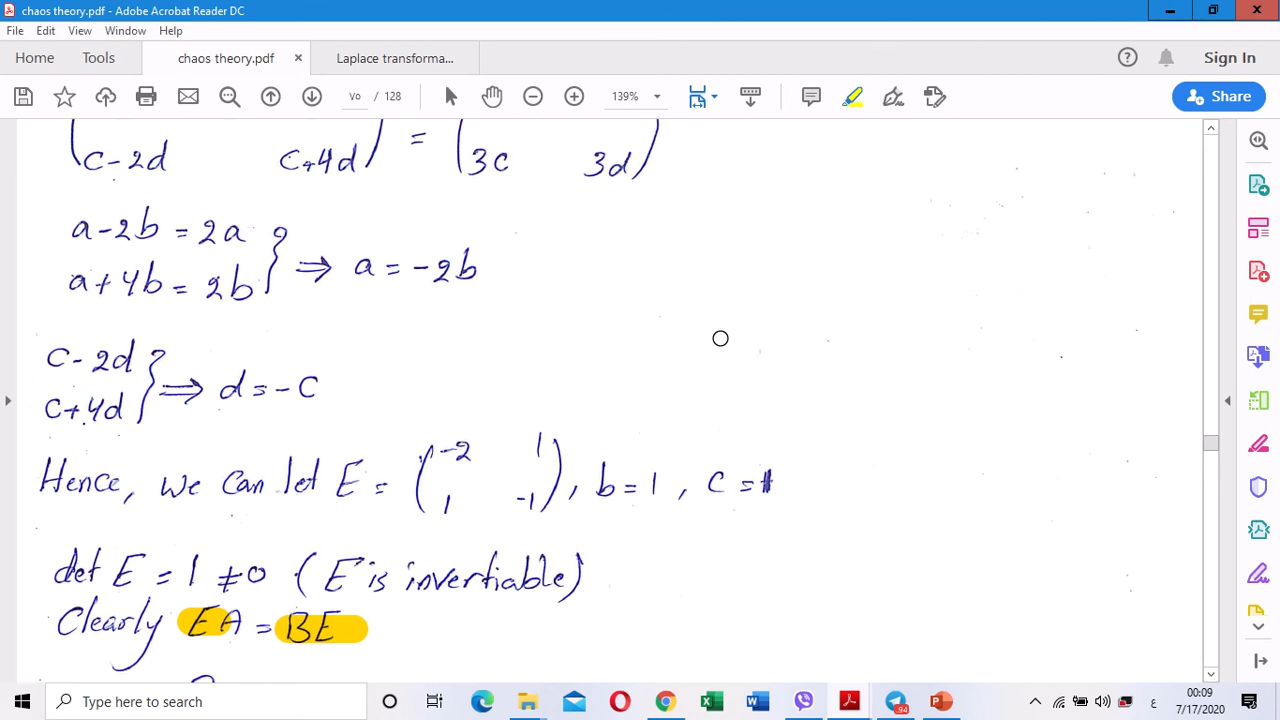 chaos theory.pdf - Adobe Acrobat Reader DC
File Edit View Window Help
Home Tools chaos theory.pdf × Laplace transforma... Sign In
٧٥ / 128 139% Share
c-2d c+4d = 3c 3d
a-2b = 2a
a+4b = 2b } ⇒ a = -2b
c-2d
c+4d } ⇒ d = -c
Hence, we can let E = ( -2 1
1 -1 ), b = 1, c = 1
det E = 1 ≠ 0 (E is invertiable)
Clearly EA = BE
Type here to search
94
ع 00:09
7/17/2020